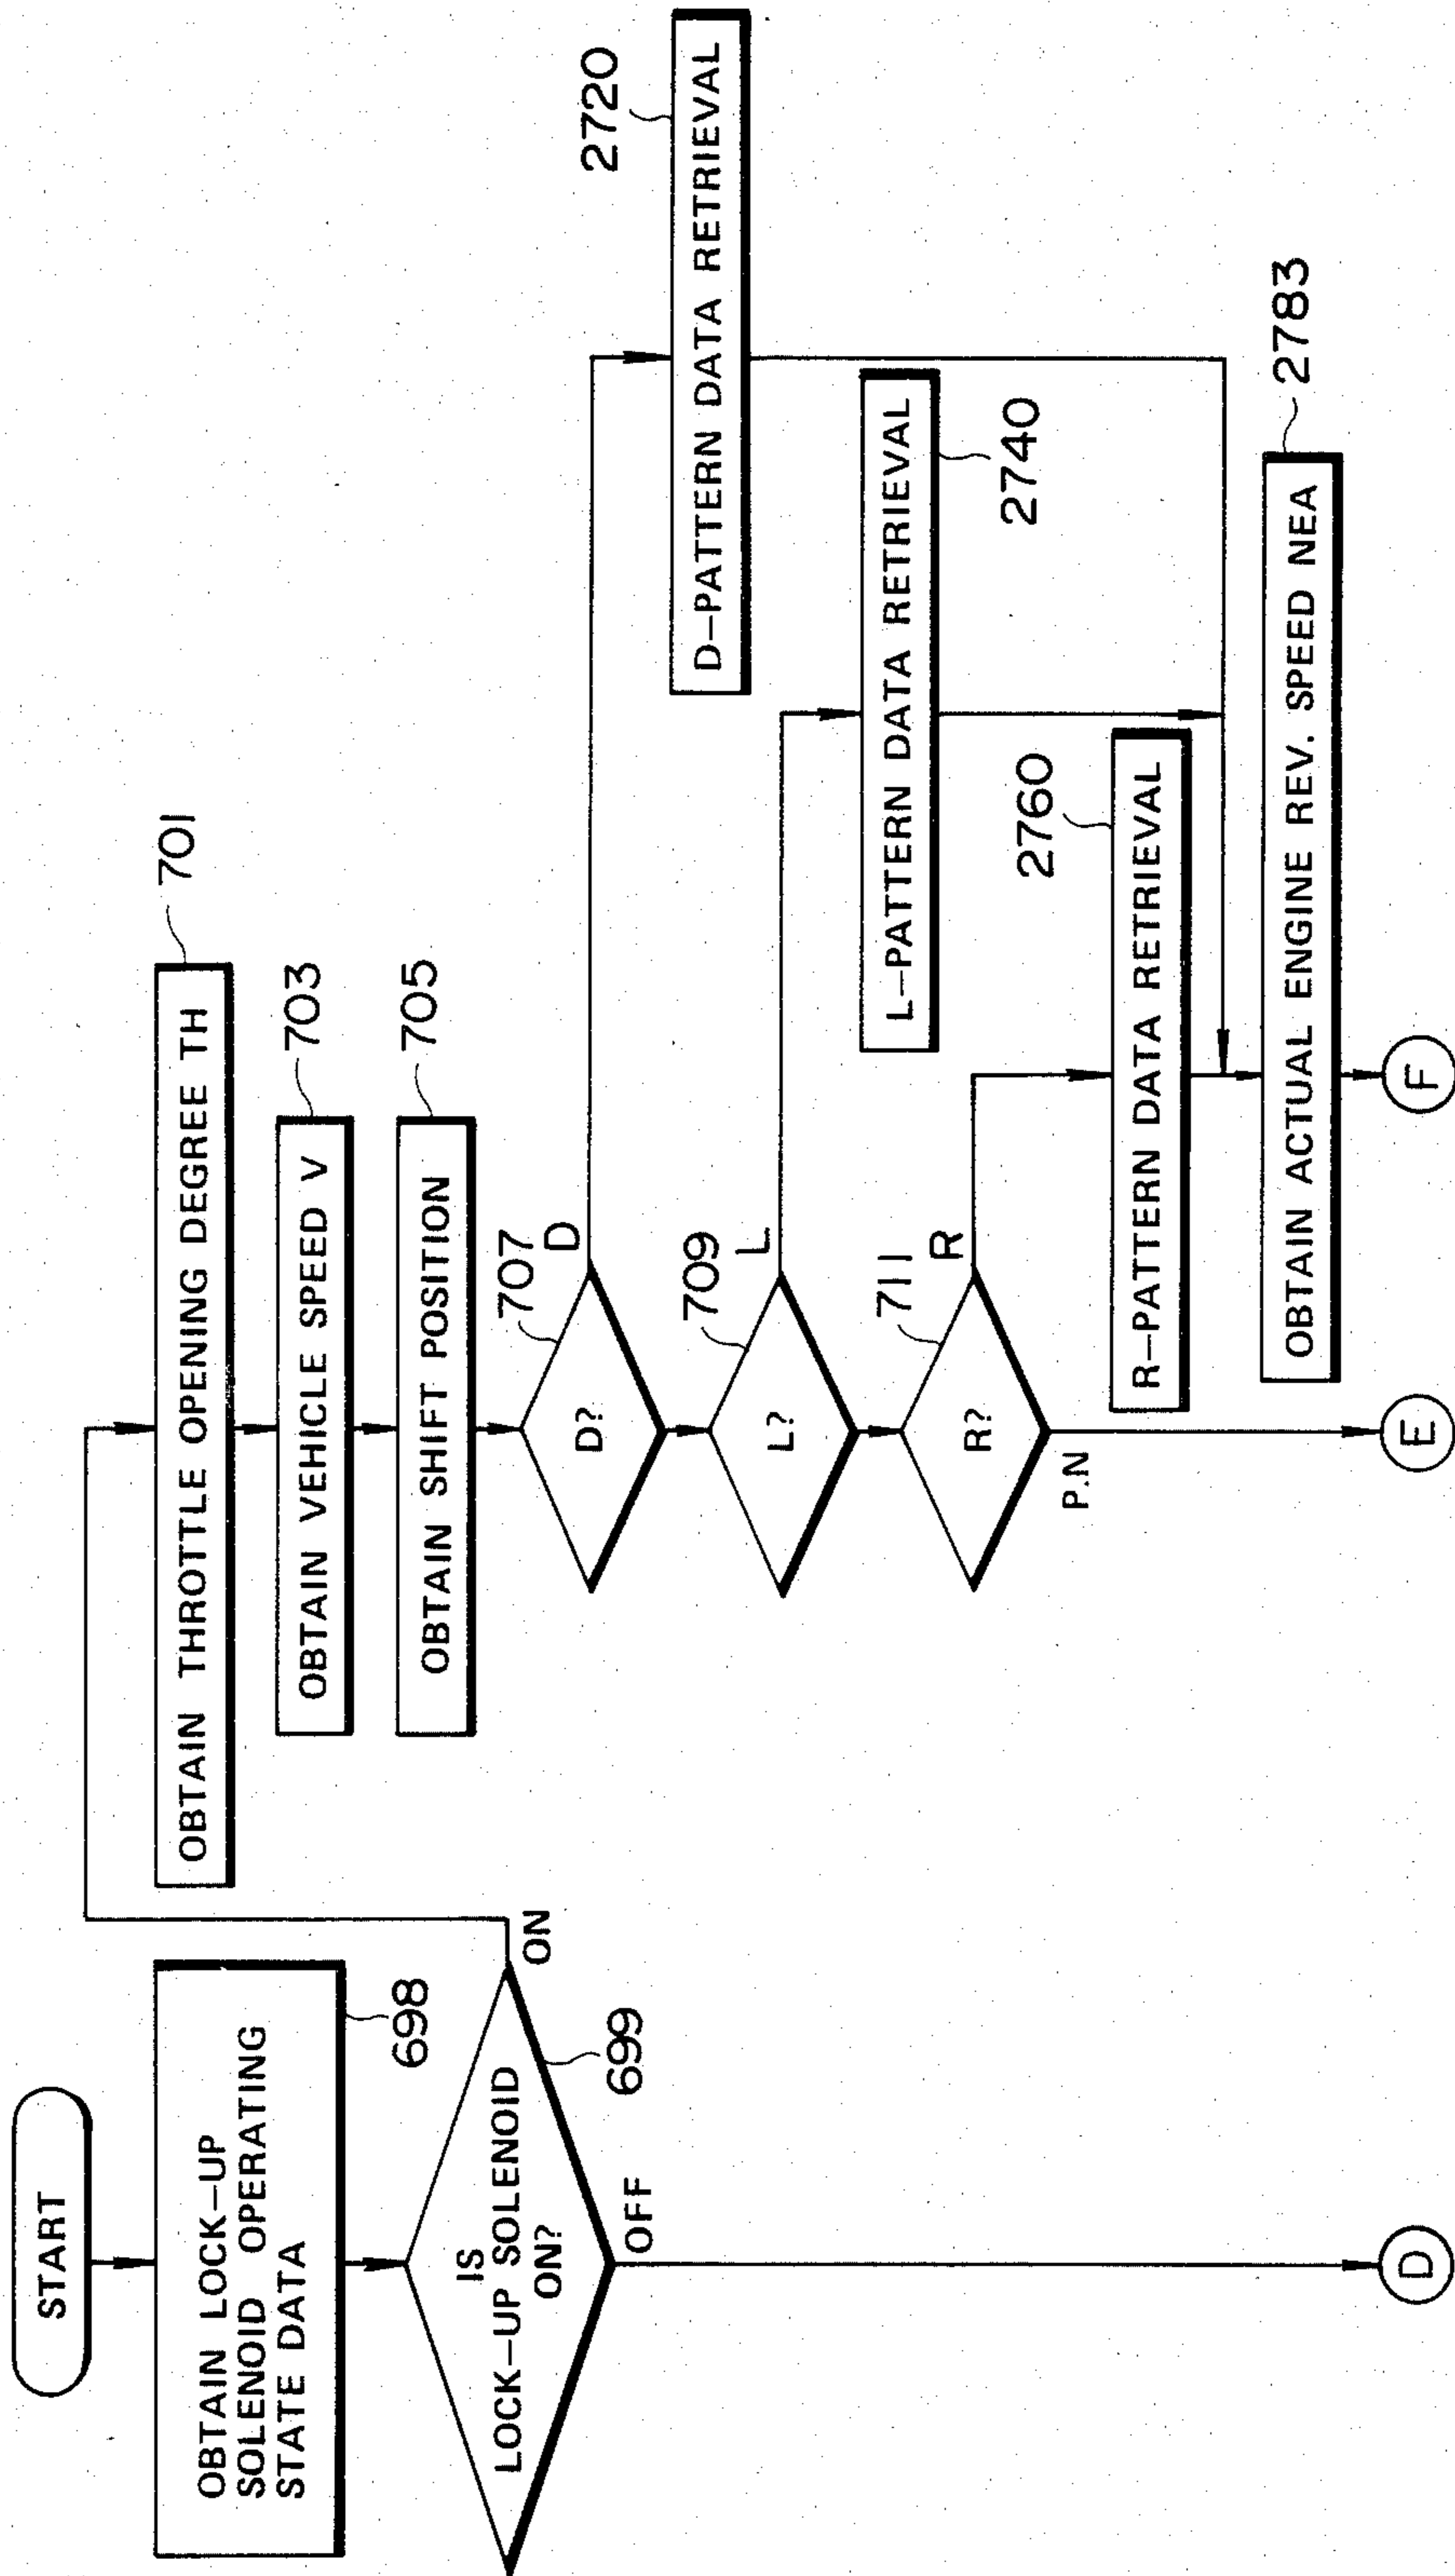 START
OBTAIN LOCK-UP
SOLENOID OPERATING
STATE DATA
698
IS
LOCK-UP SOLENOID
ON?
699
ON
OFF
D
OBTAIN THROTTLE OPENING DEGREE TH
701
OBTAIN VEHICLE SPEED V
703
OBTAIN SHIFT POSITION
705
D?
707
D
L?
709
L
R?
711
R
P.N
E
D-PATTERN DATA RETRIEVAL
2720
L-PATTERN DATA RETRIEVAL
2740
R-PATTERN DATA RETRIEVAL
2760
OBTAIN ACTUAL ENGINE REV. SPEED NEA
2783
F